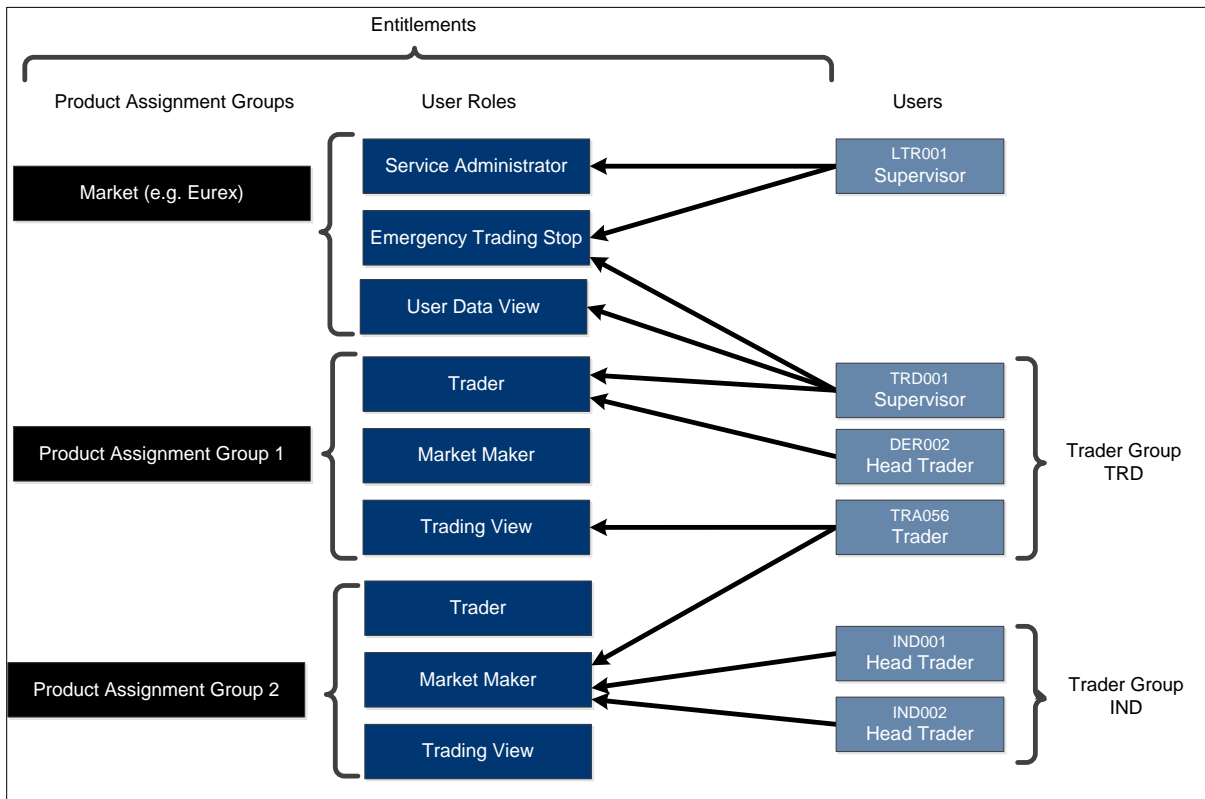 Entitlements
Product Assignment Groups
User Roles
Users
Market (e.g. Eurex)
Service Administrator
Emergency Trading Stop
User Data View
LTR001
Supervisor
Product Assignment Group 1
Trader
Market Maker
Trading View
TRD001
Supervisor
DER002
Head Trader
TRA056
Trader
Trader Group
TRD
Product Assignment Group 2
Trader
Market Maker
Trading View
IND001
Head Trader
IND002
Head Trader
Trader Group
IND